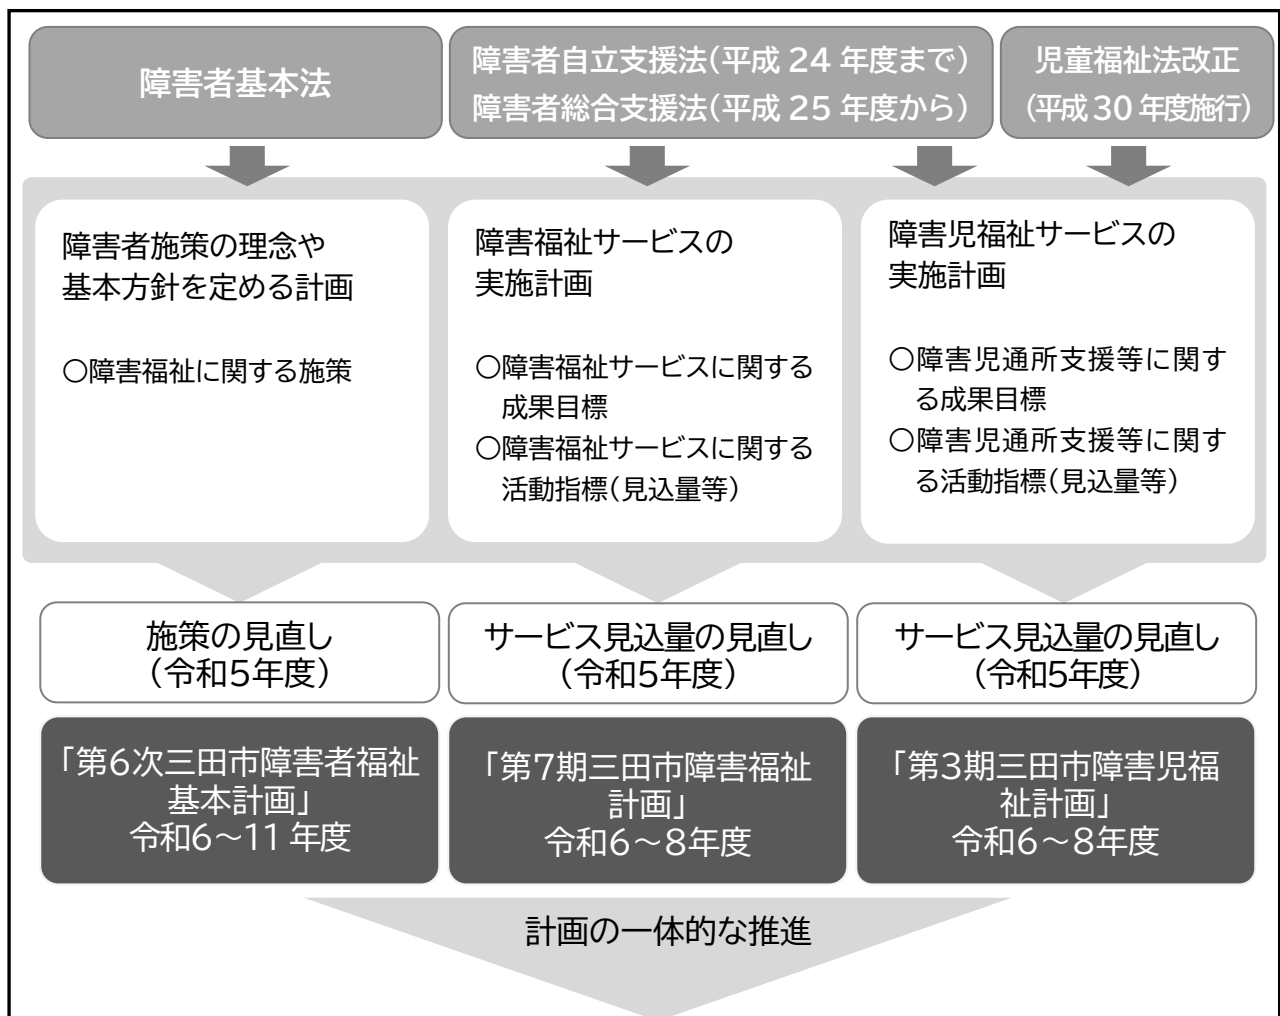 障害者基本法
障害者自立支援法(平成 24 年度まで)
障害者総合支援法(平成 25 年度から)
児童福祉法改正
(平成 30 年度施行)
障害者施策の理念や
基本方針を定める計画
○障害福祉に関する施策
障害福祉サービスの
実施計画
○障害福祉サービスに関する
成果目標
○障害福祉サービスに関する
活動指標(見込量等)
障害児福祉サービスの
実施計画
○障害児通所支援等に関す
る成果目標
○障害児通所支援等に関す
る活動指標(見込量等)
施策の見直し
(令和5年度)
サービス見込量の見直し
(令和5年度)
サービス見込量の見直し
(令和5年度)
「第6次三田市障害者福祉
基本計画」
令和6~11 年度
「第7期三田市障害福祉
計画」
令和6~8年度
「第3期三田市障害児福
祉計画」
令和6~8年度
計画の一体的な推進